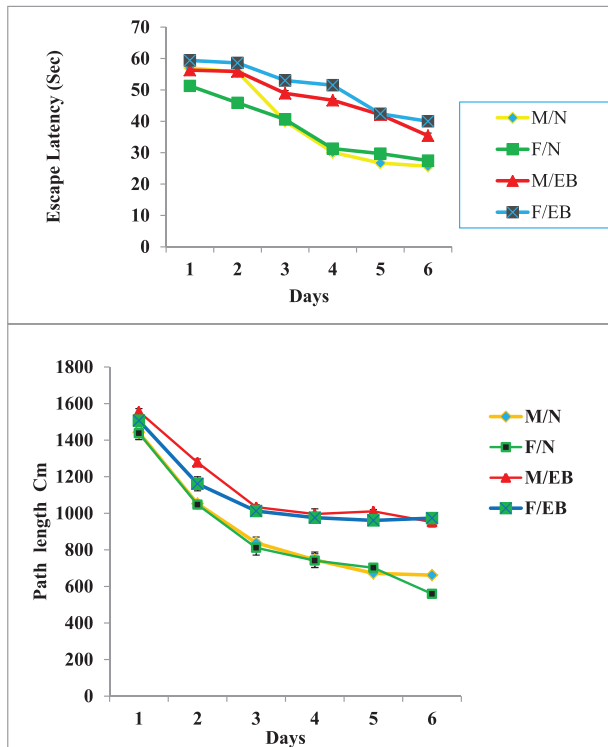 70
60
50
40
30
20
10
0
Escape Latency (Sec)
1 2 3 4 5 6
Days
M/N
F/N
M/EB
F/EB
1800
1600
1400
1200
1000
800
600
400
200
0
Path length Cm
1 2 3 4 5 6
Days
M/N
F/N
M/EB
F/EB